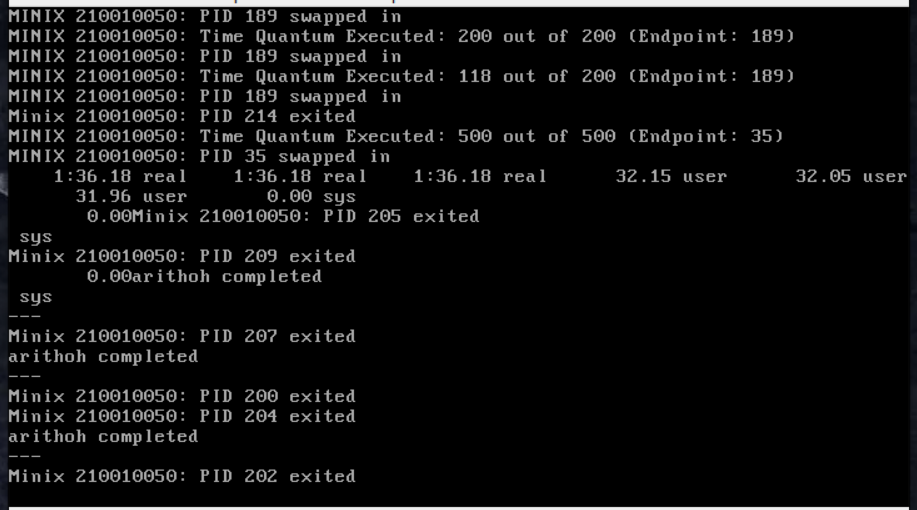 MINIX 210010050: PID 189 swapped in
MINIX 210010050: Time Quantum Executed: 200 out of 200 (Endpoint: 189)
MINIX 210010050: PID 189 swapped in
MINIX 210010050: Time Quantum Executed: 118 out of 200 (Endpoint: 189)
MINIX 210010050: PID 189 swapped in
Minix 210010050: PID 214 exited
MINIX 210010050: Time Quantum Executed: 500 out of 500 (Endpoint: 35)
MINIX 210010050: PID 35 swapped in
1:36.18 real 1:36.18 real 1:36.18 real 32.15 user 32.05 user
31.96 user 0.00 sys
0.00Minix 210010050: PID 205 exited
sys
Minix 210010050: PID 209 exited
0.00arithoh completed
sys
---
Minix 210010050: PID 207 exited
arithoh completed
---
Minix 210010050: PID 200 exited
Minix 210010050: PID 204 exited
arithoh completed
---
Minix 210010050: PID 202 exited